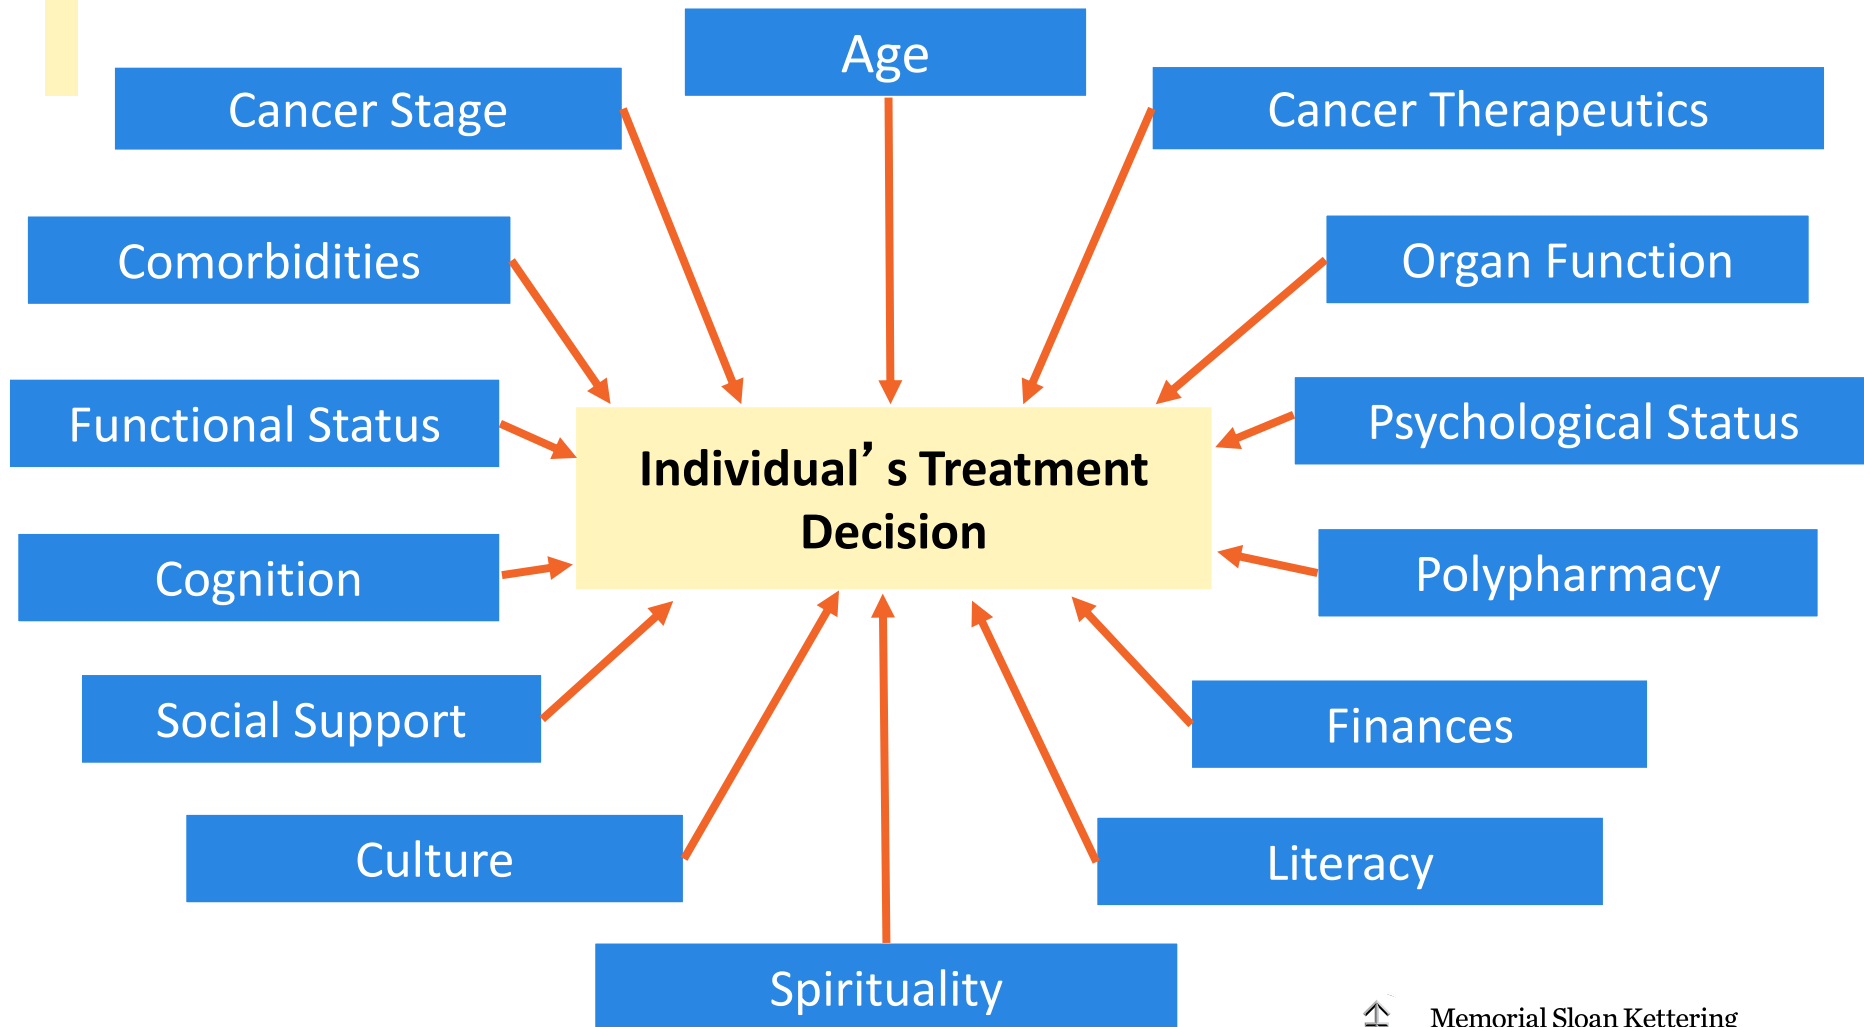 Age
Cancer Stage
Cancer Therapeutics
Comorbidities
Organ Function
Functional Status
Psychological Status
Individual’s Treatment
Decision
Cognition
Polypharmacy
Social Support
Finances
Culture
Literacy
Spirituality
Memorial Sloan Kettering